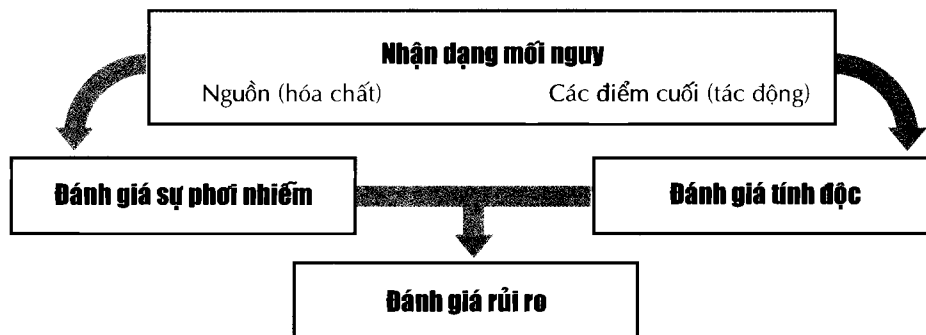 Nhận dạng mối nguy
Nguồn (hóa chất) Các điểm cuối (tác động)
Đánh giá sự phơi nhiễm Đánh giá tính độc
Đánh giá rủi ro